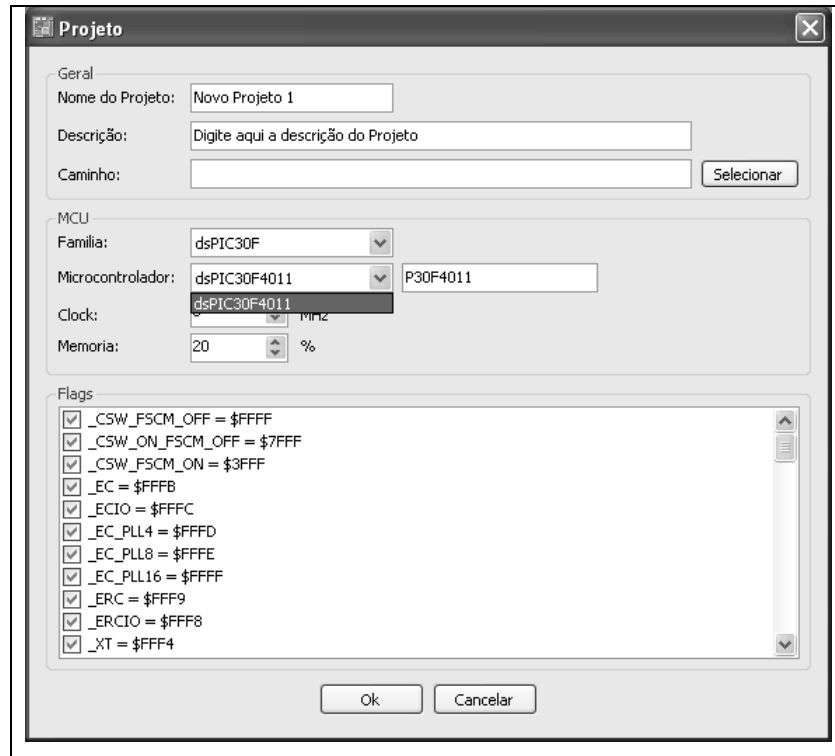 Projeto
Geral
Nome do Projeto: Novo Projeto 1
Descrição: Digite aqui a descrição do Projeto
Caminho: Selecionar
MCU
Familia: dsPIC30F
Microcontrolador: dsPIC30F4011 P30F4011
dsPIC30F4011
Clock: MHz
Memoria: 20 %
Flags
_CSW_FSCM_OFF = $FFFF
_CSW_ON_FSCM_OFF = $7FFF
_CSW_FSCM_ON = $3FFF
_EC = $FFFB
_ECIO = $FFFC
_EC_PLL4 = $FFFD
_EC_PLL8 = $FFFE
_EC_PLL16 = $FFFF
_ERC = $FFF9
_ERCIO = $FFF8
_XT = $FFF4
Ok Cancelar